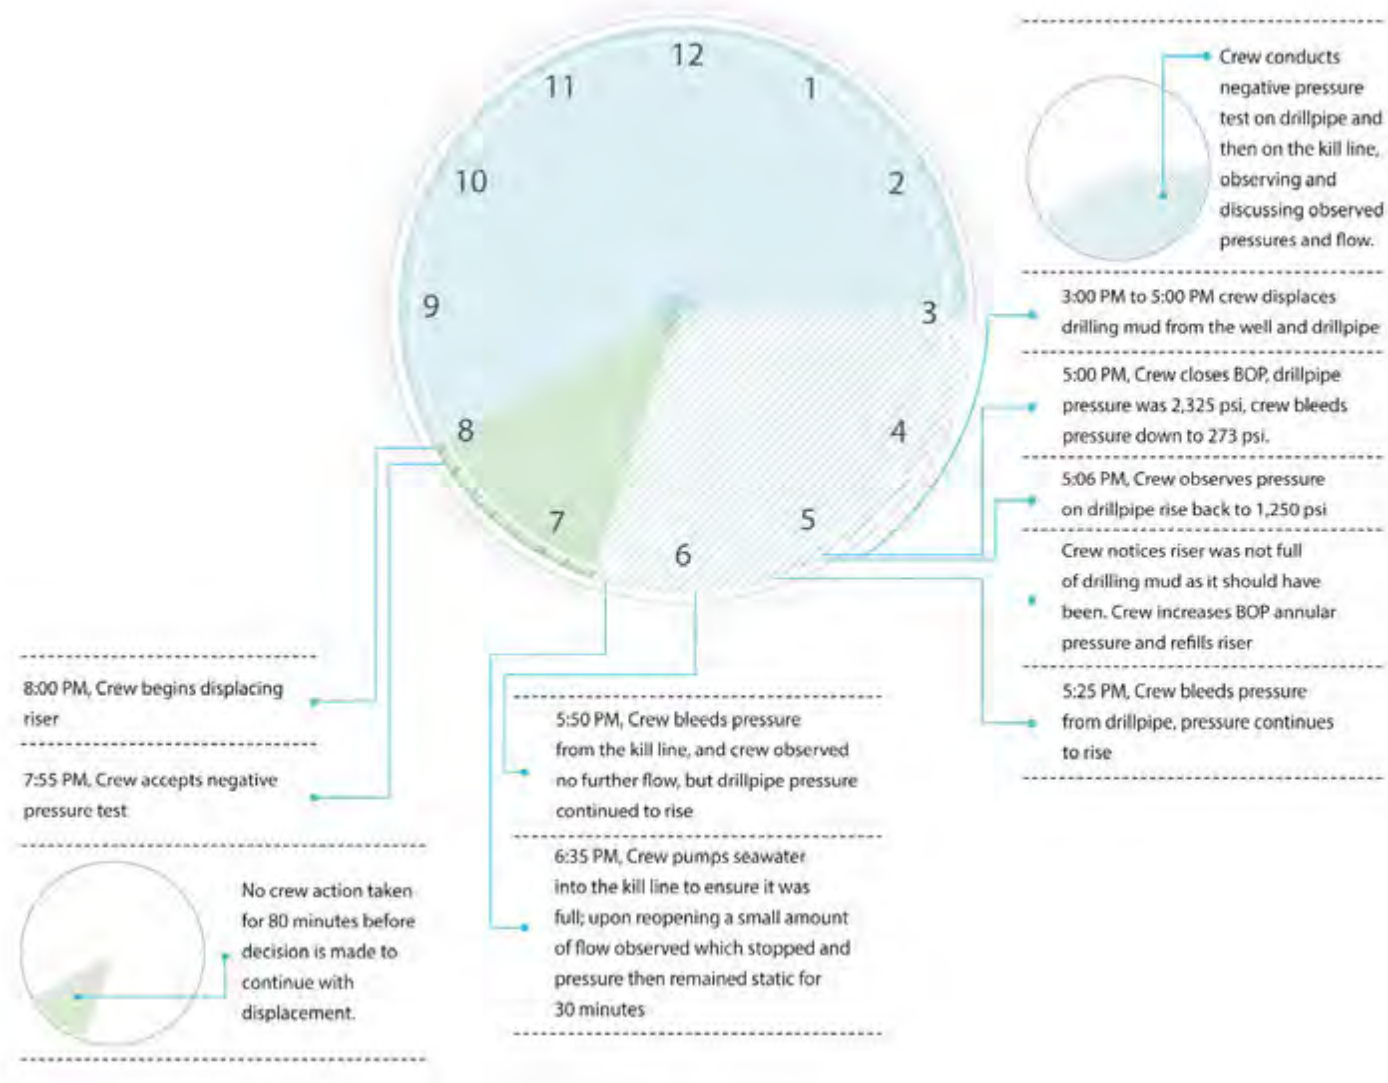 12
1
2
3
4
5
6
7
8
9
10
11
Crew conducts
negative pressure
test on drillpipe and
then on the kill line,
observing and
discussing observed
pressures and flow.
3:00 PM to 5:00 PM crew displaces
drilling mud from the well and drillpipe
5:00 PM, Crew closes BOP, drillpipe
pressure was 2,325 psi, crew bleeds
pressure down to 273 psi.
5:06 PM, Crew observes pressure
on drillpipe rise back to 1,250 psi
Crew notices riser was not full
of drilling mud as it should have
been. Crew increases BOP annular
pressure and refills riser
5:25 PM, Crew bleeds pressure
from drillpipe, pressure continues
to rise
5:50 PM, Crew bleeds pressure
from the kill line, and crew observed
no further flow, but drillpipe pressure
continued to rise
6:35 PM, Crew pumps seawater
into the kill line to ensure it was
full; upon reopening a small amount
of flow observed which stopped and
pressure then remained static for
30 minutes
8:00 PM, Crew begins displacing
riser
7:55 PM, Crew accepts negative
pressure test
No crew action taken
for 80 minutes before
decision is made to
continue with
displacement.